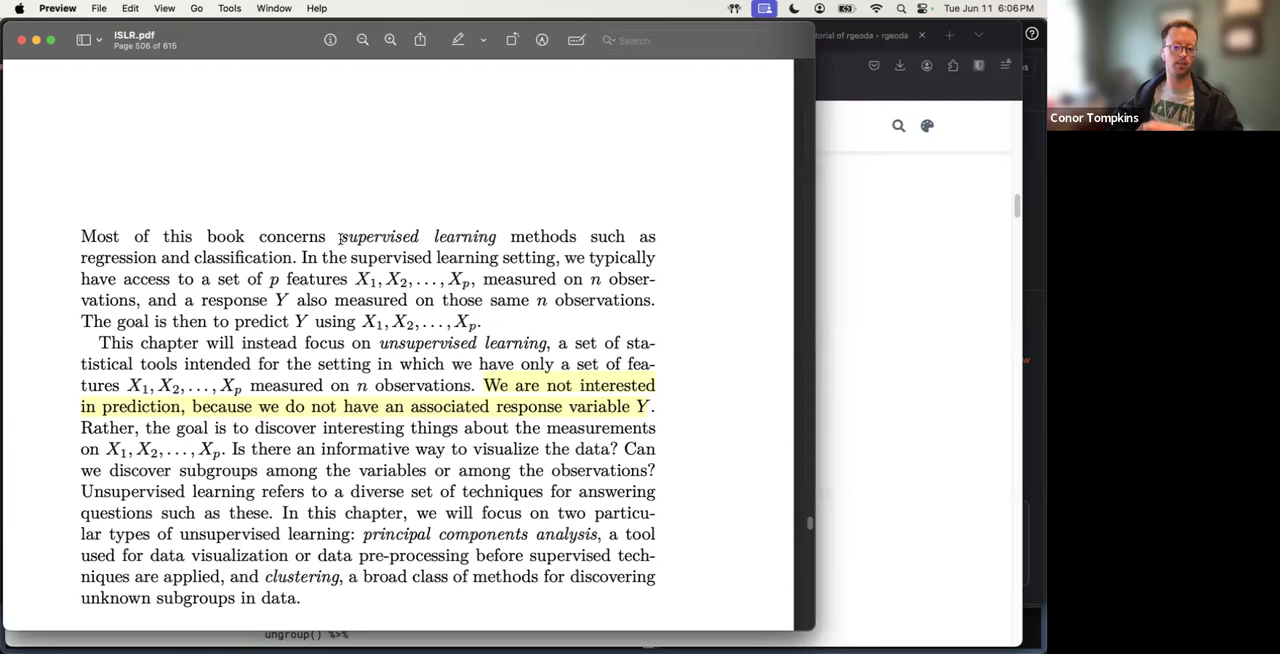 Preview File Edit View Go Tools Window Help Tue Jun 11 6:06 PM
ISLR.pdf
Page 506 of 615
Search
torial of rgeoda · rgeoda
Most of this book concerns supervised learning methods such as
regression and classification. In the supervised learning setting, we typically
have access to a set of p features X1, X2, . . . , Xp, measured on n obser-
vations, and a response Y also measured on those same n observations.
The goal is then to predict Y using X1, X2, . . . , Xp.
This chapter will instead focus on unsupervised learning, a set of sta-
tistical tools intended for the setting in which we have only a set of fea-
tures X1, X2, . . . , Xp measured on n observations. We are not interested
in prediction, because we do not have an associated response variable Y.
Rather, the goal is to discover interesting things about the measurements
on X1, X2, . . . , Xp. Is there an informative way to visualize the data? Can
we discover subgroups among the variables or among the observations?
Unsupervised learning refers to a diverse set of techniques for answering
questions such as these. In this chapter, we will focus on two particu-
lar types of unsupervised learning: principal components analysis, a tool
used for data visualization or data pre-processing before supervised tech-
niques are applied, and clustering, a broad class of methods for discovering
unknown subgroups in data.
ungroup() %>%
Conor Tompkins